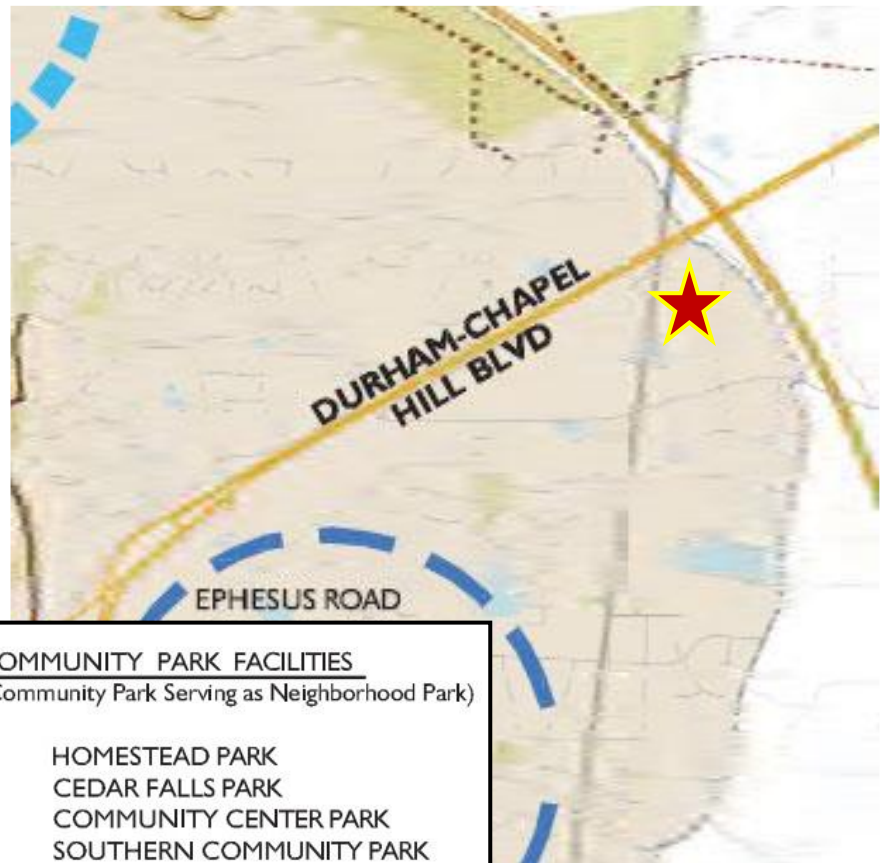 DURHAM-CHAPEL
HILL BLVD
EPHESUS ROAD
OMMUNITY PARK FACILITIES
Community Park Serving as Neighborhood Park)
HOMESTEAD PARK
CEDAR FALLS PARK
COMMUNITY CENTER PARK
SOUTHERN COMMUNITY PARK